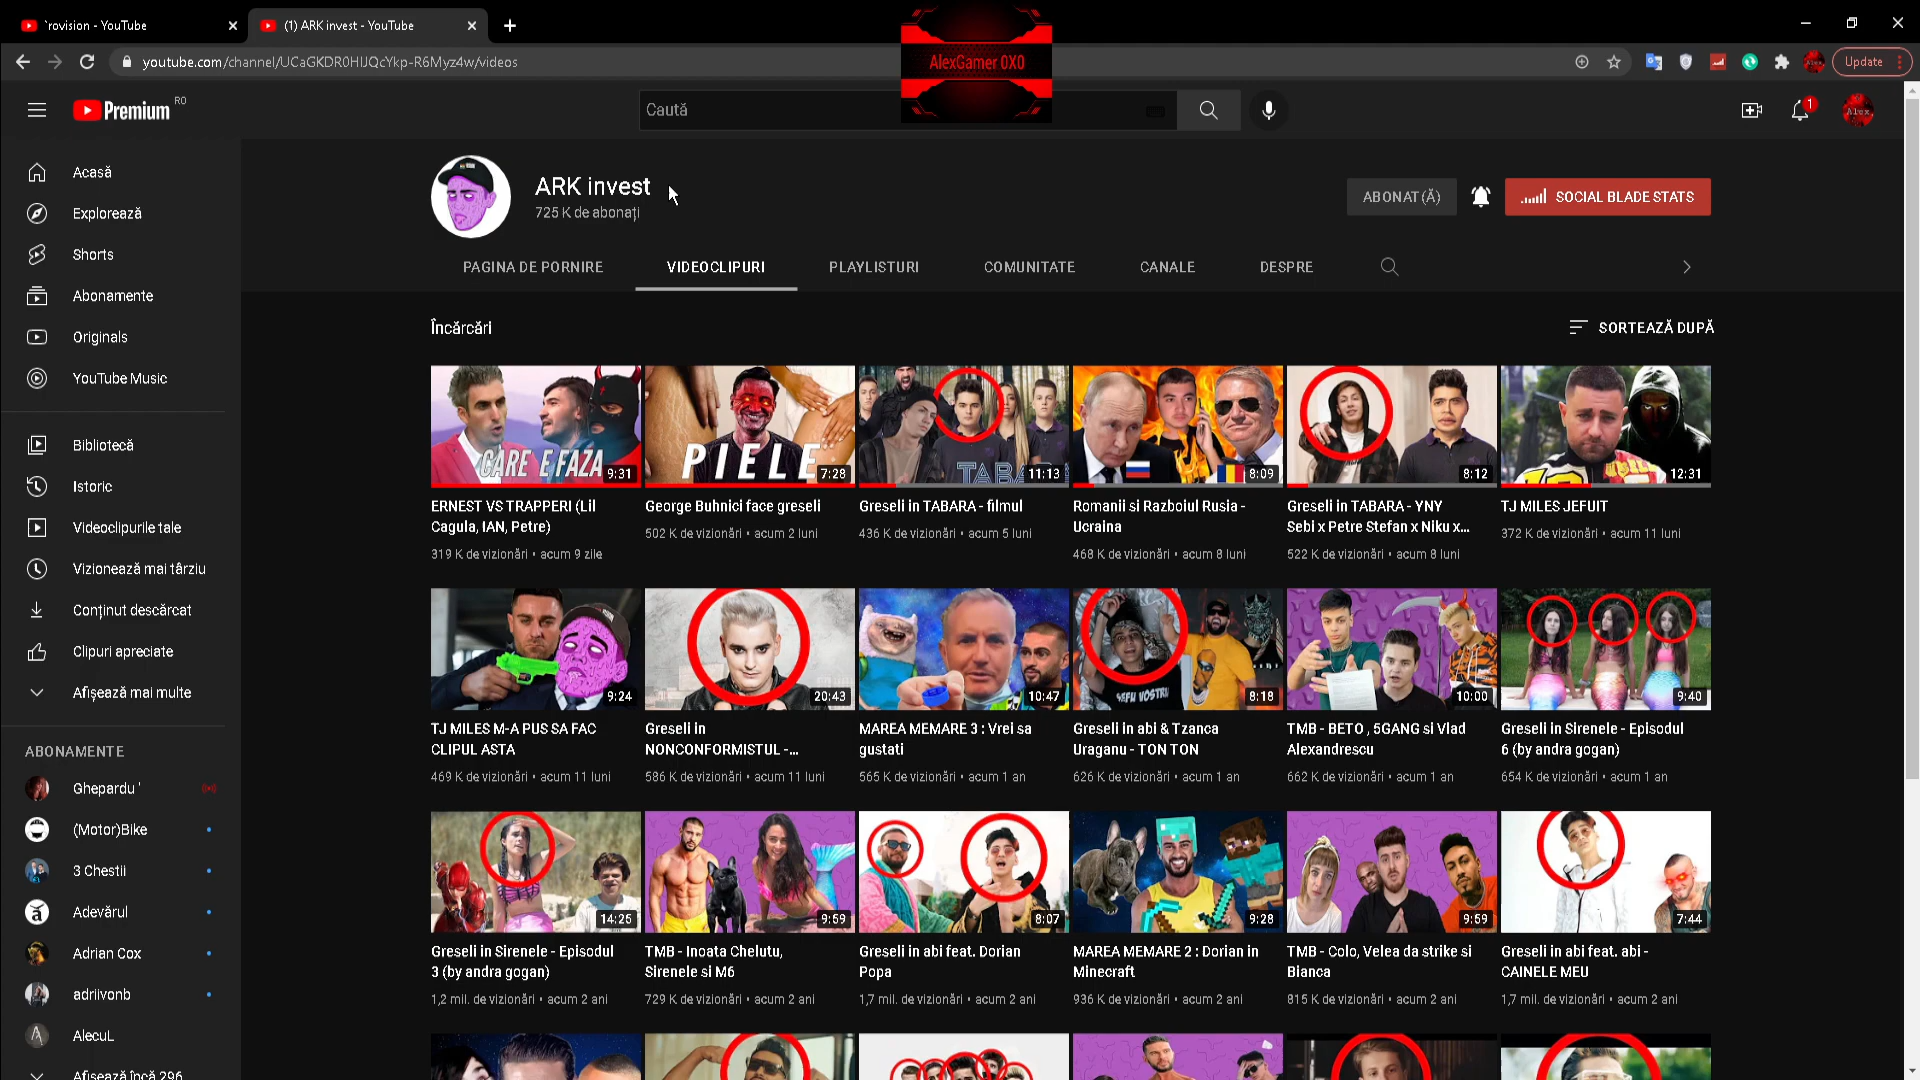 `rovision - YouTube
(1) ARK invest - YouTube
youtube.com/channel/UCaGKDR0HIJQcYkp-R6Myz4w/videos
AlexGamer 0X0
Update
Premium RO
Caută
1
Alex
Acasă
Explorează
Shorts
Abonamente
Originals
YouTube Music
Bibliotecă
Istoric
Videoclipurile tale
Vizionează mai târziu
Conținut descărcat
Clipuri apreciate
Afișează mai multe
ABONAMENTE
Ghepardu '
(Motor)Bike
3 Chestii
Adevărul
Adrian Cox
adriivonb
AlecuL
Afișează încă 296
ARK invest
725 K de abonați
ABONAT(Ă)
SOCIAL BLADE STATS
PAGINA DE PORNIRE
VIDEOCLIPURI
PLAYLISTURI
COMUNITATE
CANALE
DESPRE
Încărcări
SORTEAZĂ DUPĂ
CARE E FAZA
9:31
PIELE
7:28
TABA
11:13
8:09
8:12
12:31
ERNEST VS TRAPPERI (Lil
Cagula, IAN, Petre)
319 K de vizionări • acum 9 zile
George Buhnici face greseli
502 K de vizionări • acum 2 luni
Greseli in TABARA - filmul
436 K de vizionări • acum 5 luni
Romanii si Razboiul Rusia -
Ucraina
468 K de vizionări • acum 8 luni
Greseli in TABARA - YNY
Sebi x Petre Stefan x Niku x...
522 K de vizionări • acum 8 luni
TJ MILES JEFUIT
372 K de vizionări • acum 11 luni
9:24
20:43
10:47
8:18
10:00
9:40
TJ MILES M-A PUS SA FAC
CLIPUL ASTA
469 K de vizionări • acum 11 luni
Greseli in
NONCONFORMISTUL -...
586 K de vizionări • acum 11 luni
MAREA MEMARE 3 : Vrei sa
gustati
565 K de vizionări • acum 1 an
Greseli in abi & Tzanca
Uraganu - TON TON
626 K de vizionări • acum 1 an
TMB - BETO , 5GANG si Vlad
Alexandrescu
662 K de vizionări • acum 1 an
Greseli in Sirenele - Episodul
6 (by andra gogan)
654 K de vizionări • acum 1 an
14:25
9:59
8:07
9:28
9:59
7:44
Greseli in Sirenele - Episodul
3 (by andra gogan)
1,2 mil. de vizionări • acum 2 ani
TMB - Inoata Chelutu,
Sirenele si M6
729 K de vizionări • acum 2 ani
Greseli in abi feat. Dorian
Popa
1,7 mil. de vizionări • acum 2 ani
MAREA MEMARE 2 : Dorian in
Minecraft
936 K de vizionări • acum 2 ani
TMB - Colo, Velea da strike si
Bianca
815 K de vizionări • acum 2 ani
Greseli in abi feat. abi -
CAINELE MEU
1,7 mil. de vizionări • acum 2 ani